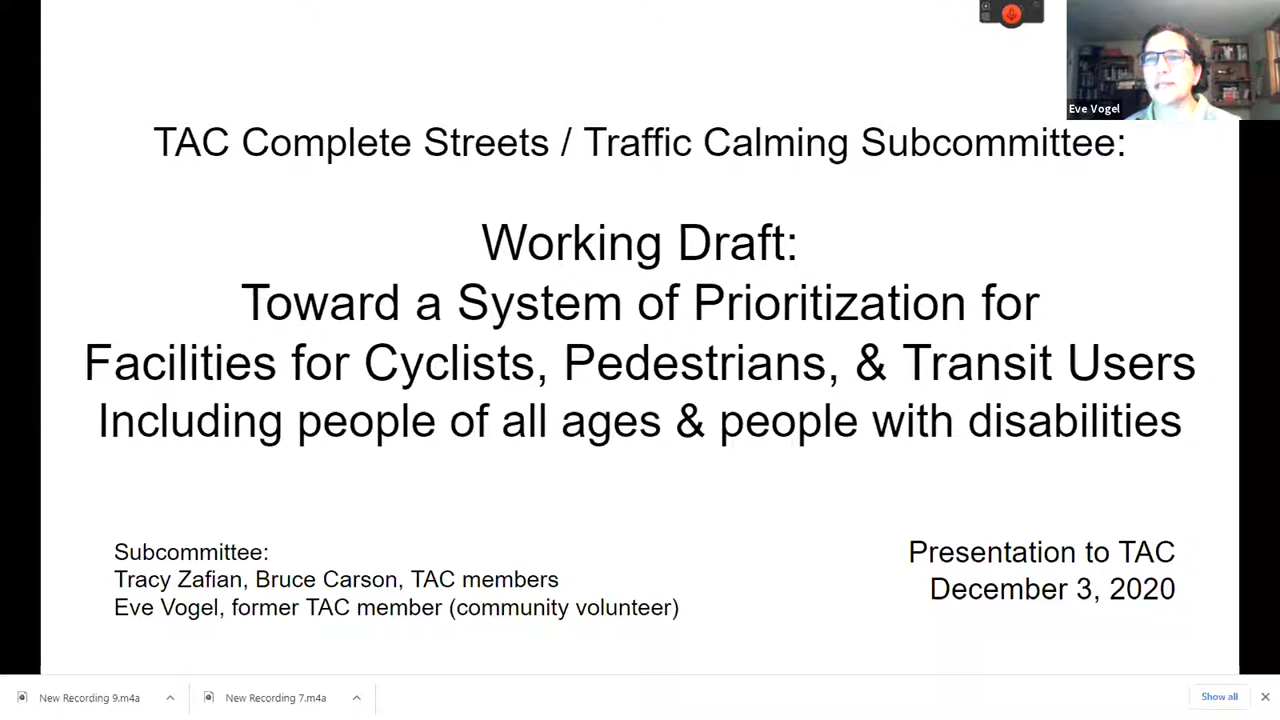 Eve Vogel
TAC Complete Streets / Traffic Calming Subcommittee:
Working Draft:
Toward a System of Prioritization for
Facilities for Cyclists, Pedestrians, & Transit Users
Including people of all ages & people with disabilities
Subcommittee:
Tracy Zafian, Bruce Carson, TAC members
Eve Vogel, former TAC member (community volunteer)
Presentation to TAC
December 3, 2020
New Recording 9.m4a
New Recording 7.m4a
Show all